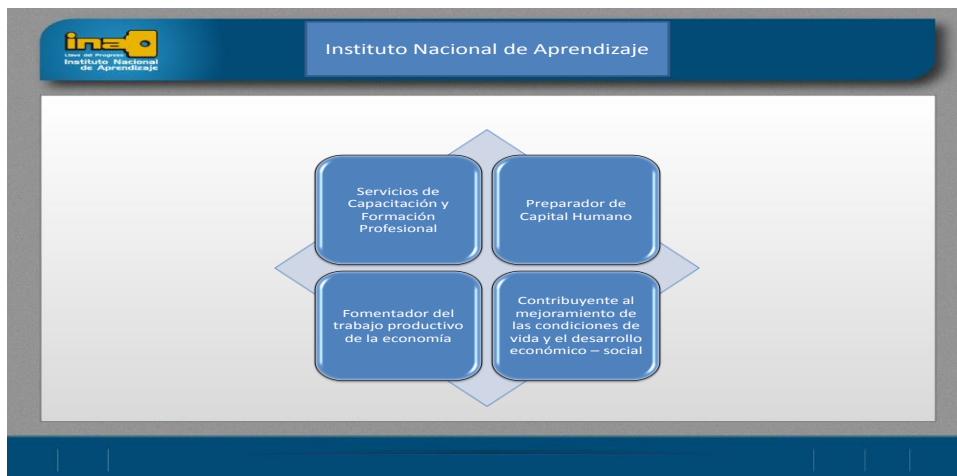 ina
Llave del Progreso
Instituto Nacional
de Aprendizaje
Instituto Nacional de Aprendizaje
Servicios de
Capacitación y
Formación
Profesional
Preparador de
Capital Humano
Fomentador del
trabajo productivo
de la economía
Contribuyente al
mejoramiento de
las condiciones de
vida y el desarrollo
económico – social